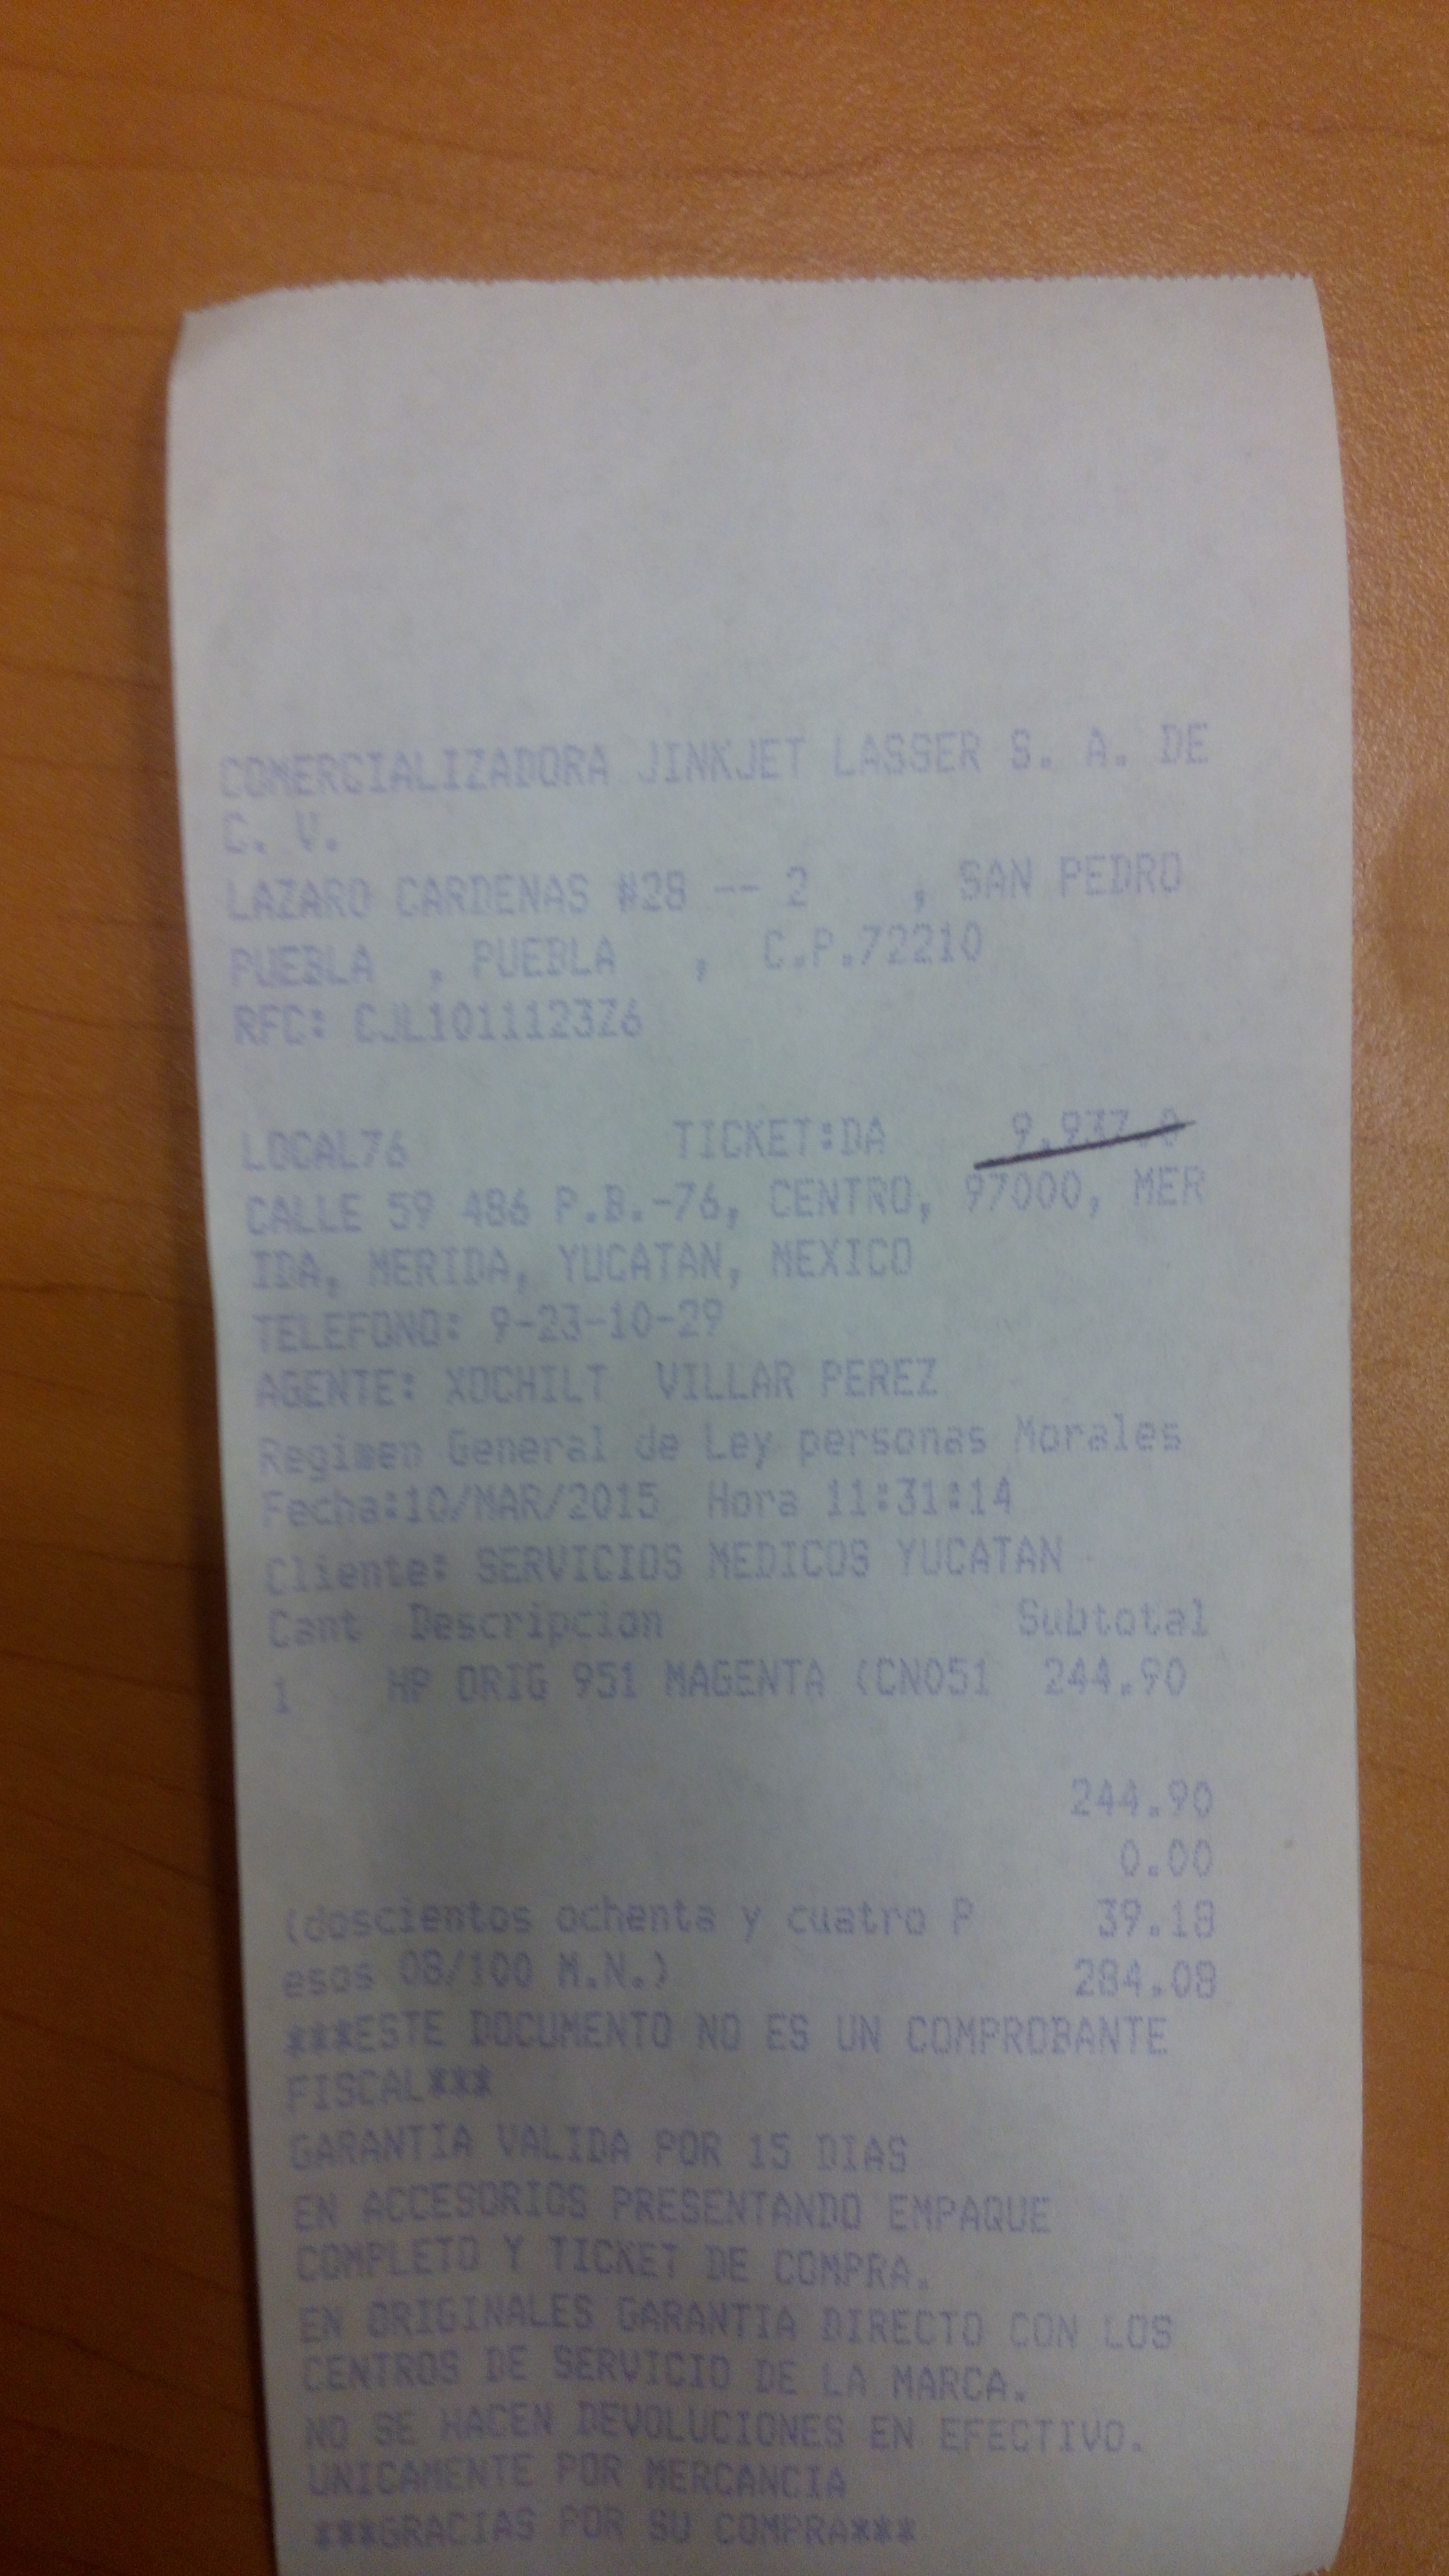 COMERCIALIZADORA JINKJET LASSER S. A. DE
C. V.
LAZARO CARDENAS #28 -- 2 , SAN PEDRO
PUEBLA , PUEBLA , C.P.72210
RFC: CJL1011123Z6
LOCAL76 TICKET:DA 9,937.0
CALLE 59 486 P.B.-76, CENTRO, 97000, MER
IDA, MERIDA, YUCATAN, MEXICO
TELEFONO: 9-23-10-29
AGENTE: XOCHILT VILLAR PEREZ
Regimen General de Ley personas Morales
Fecha:10/MAR/2015 Hora 11:31:14
Cliente: SERVICIOS MEDICOS YUCATAN
Cant Descripcion Subtotal
1 HP ORIG 951 MAGENTA (CN051 244.90
244.90
0.00
(doscientos ochenta y cuatro P 39.18
esos 08/100 M.N.) 284.08
***ESTE DOCUMENTO NO ES UN COMPROBANTE
FISCAL***
GARANTIA VALIDA POR 15 DIAS
EN ACCESORIOS PRESENTANDO EMPAQUE
COMPLETO Y TICKET DE COMPRA.
EN ORIGINALES GARANTIA DIRECTO CON LOS
CENTROS DE SERVICIO DE LA MARCA.
NO SE HACEN DEVOLUCIONES EN EFECTIVO.
UNICAMENTE POR MERCANCIA
***GRACIAS POR SU COMPRA***